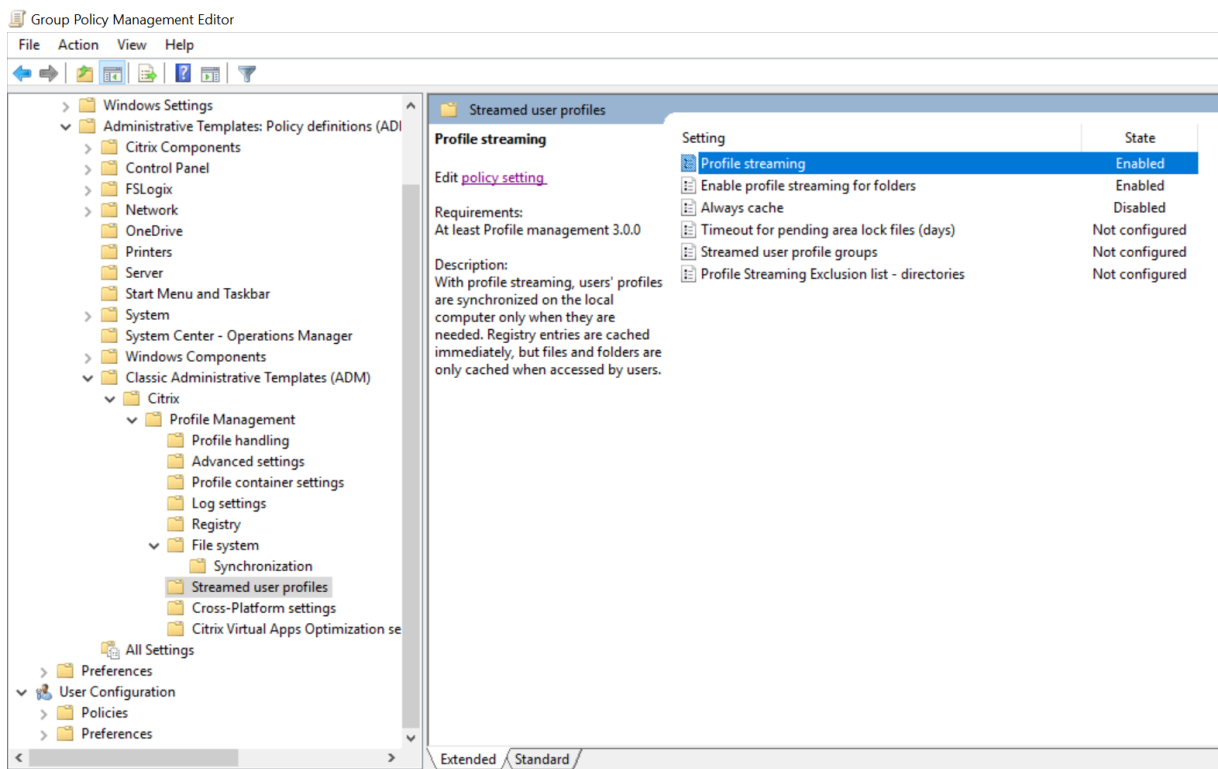 Group Policy Management Editor
File Action View Help
Windows Settings
Administrative Templates: Policy definitions (ADI
Citrix Components
Control Panel
FSLogix
Network
OneDrive
Printers
Server
Start Menu and Taskbar
System
System Center - Operations Manager
Windows Components
Classic Administrative Templates (ADM)
Citrix
Profile Management
Profile handling
Advanced settings
Profile container settings
Log settings
Registry
File system
Synchronization
Streamed user profiles
Cross-Platform settings
Citrix Virtual Apps Optimization se
All Settings
Preferences
User Configuration
Policies
Preferences
Streamed user profiles
Profile streaming
Edit policy setting
Requirements:
At least Profile management 3.0.0
Description:
With profile streaming, users' profiles
are synchronized on the local
computer only when they are
needed. Registry entries are cached
immediately, but files and folders are
only cached when accessed by users.
Setting State
Profile streaming Enabled
Enable profile streaming for folders Enabled
Always cache Disabled
Timeout for pending area lock files (days) Not configured
Streamed user profile groups Not configured
Profile Streaming Exclusion list - directories Not configured
Extended Standard